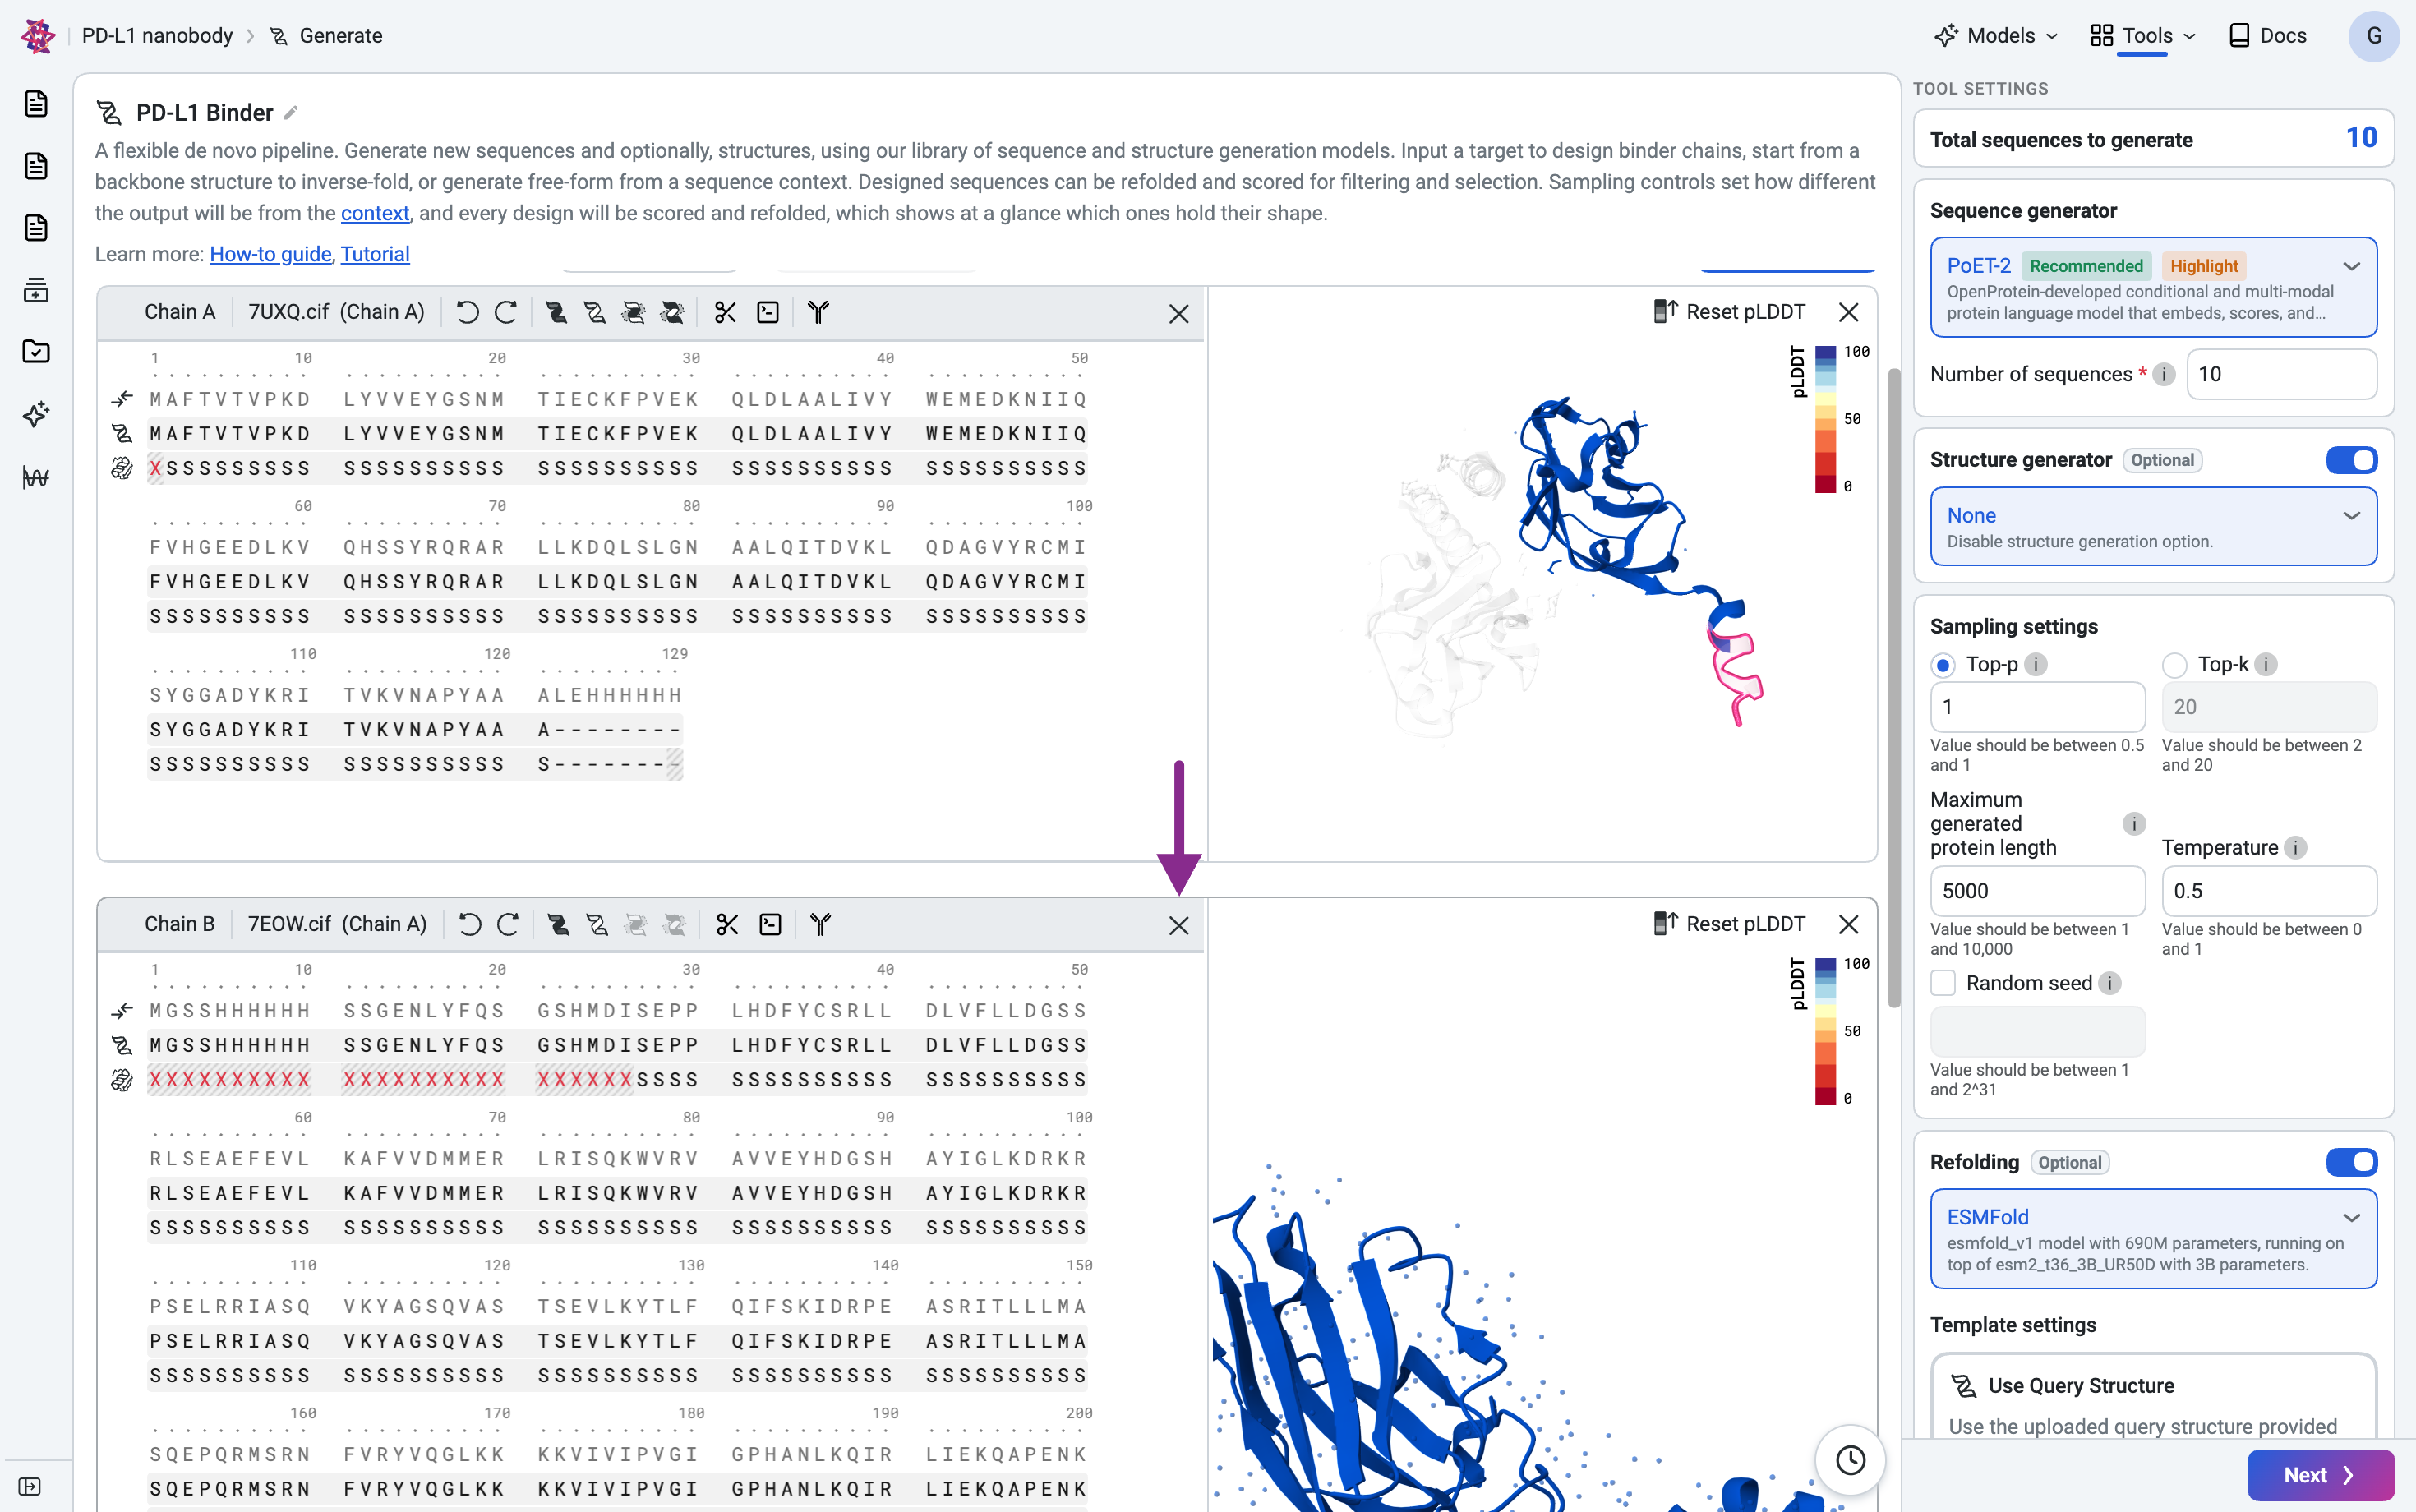 PD-L1 nanobody > Generate
Models
Tools
Docs
G
PD-L1 Binder
A flexible de novo pipeline. Generate new sequences and optionally, structures, using our library of sequence and structure generation models. Input a target to design binder chains, start from a
backbone structure to inverse-fold, or generate free-form from a sequence context. Designed sequences can be refolded and scored for filtering and selection. Sampling controls set how different
the output will be from the context, and every design will be scored and refolded, which shows at a glance which ones hold their shape.
Learn more: How-to guide, Tutorial
Chain A 7UXQ.cif (Chain A)
1 10 20 30 40 50
MAFTVTVPKD LYVVEYGSNM TIECKFPVEK QLDLAALIVY WEMEDKNIIQ
MAFTVTVPKD LYVVEYGSNM TIECKFPVEK QLDLAALIVY WEMEDKNIIQ
XSSSSSSSSS SSSSSSSSSS SSSSSSSSSS SSSSSSSSSS SSSSSSSSSS
60 70 80 90 100
FVHGEEDLKV QHSSYRQRAR LLKDQLSLGN AALQITDVKL QDAGVYRCMI
FVHGEEDLKV QHSSYRQRAR LLKDQLSLGN AALQITDVKL QDAGVYRCMI
SSSSSSSSSS SSSSSSSSSS SSSSSSSSSS SSSSSSSSSS SSSSSSSSSS
110 120 129
SYGGADYKRI TVKVNAPYAA ALEHHHHHH
SYGGADYKRI TVKVNAPYAA A--------
SSSSSSSSSS SSSSSSSSSS S--------
Reset pLDDT
pLDDT
100
50
0
Chain B 7EOW.cif (Chain A)
1 10 20 30 40 50
MGSSHHHHHH SSGENLYFQS GSHMDISEPP LHDFYCSRLL DLVFLLDGSS
MGSSHHHHHH SSGENLYFQS GSHMDISEPP LHDFYCSRLL DLVFLLDGSS
XXXXXXXXXX XXXXXXXXXX XXXXXXSSSS SSSSSSSSSS SSSSSSSSSS
60 70 80 90 100
RLSEAEFEVL KAFVVDMMER LRISQKWVRV AVVEYHDGSH AYIGLKDRKR
RLSEAEFEVL KAFVVDMMER LRISQKWVRV AVVEYHDGSH AYIGLKDRKR
SSSSSSSSSS SSSSSSSSSS SSSSSSSSSS SSSSSSSSSS SSSSSSSSSS
110 120 130 140 150
PSELRRIASQ VKYAGSQVAS TSEVLKYTLF QIFSKIDRPE ASRITLLLMA
PSELRRIASQ VKYAGSQVAS TSEVLKYTLF QIFSKIDRPE ASRITLLLMA
SSSSSSSSSS SSSSSSSSSS SSSSSSSSSS SSSSSSSSSS SSSSSSSSSS
160 170 180 190 200
SQEPQRMSRN FVRYVQGLKK KKVIVIPVGI GPHANLKQIR LIEKQAPENK
SQEPQRMSRN FVRYVQGLKK KKVIVIPVGI GPHANLKQIR LIEKQAPENK
Reset pLDDT
pLDDT
100
50
0
TOOL SETTINGS
Total sequences to generate 10
Sequence generator
PoET-2 Recommended Highlight
OpenProtein-developed conditional and multi-modal
protein language model that embeds, scores, and...
Number of sequences * i 10
Structure generator Optional
None
Disable structure generation option.
Sampling settings
Top-p i Top-k i
1 20
Value should be between 0.5
and 1
Value should be between 2
and 20
Maximum
generated
protein length i
Temperature i
5000 0.5
Value should be between 1
and 10,000
Value should be between 0
and 1
Random seed i
Value should be between 1
and 2^31
Refolding Optional
ESMFold
esmfold_v1 model with 690M parameters, running on
top of esm2_t36_3B_UR50D with 3B parameters.
Template settings
Use Query Structure
Use the uploaded query structure provided
Next